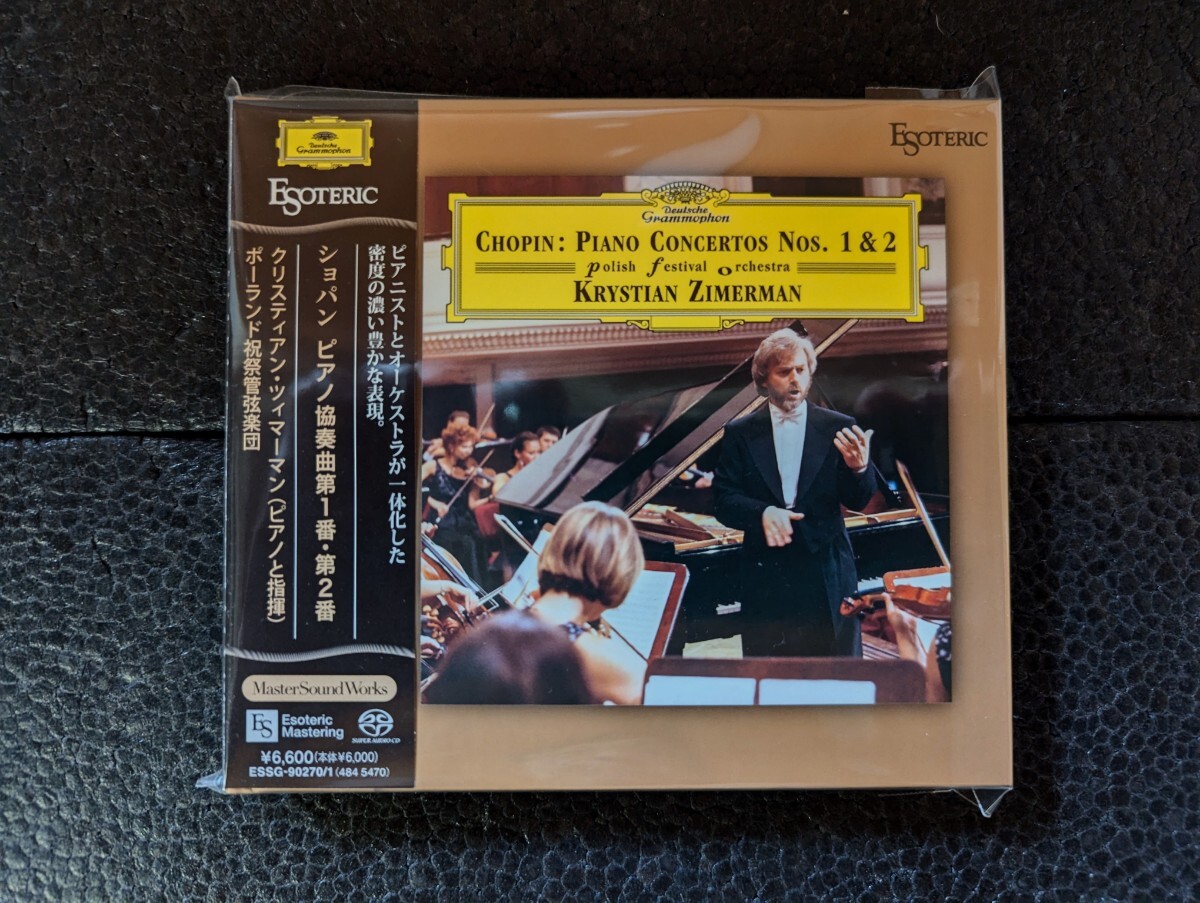 Deutsche
Grammophon
ESOTERIC
ピアニストとオーケストラが一体化した
密度の濃い豊かな表現。
ショパン ピアノ協奏曲第1番・第2番
クリスティアン・ツィマーマン(ピアノと指揮)
ポーランド祝祭管弦楽団
MasterSoundWorks
ES
Esoteric
Mastering
SUPER AUDIO CD
¥6,600(本体¥6,000)
ESSG-90270/1(484 5470)
ESOTERIC
Deutsche
Grammophon
CHOPIN: PIANO CONCERTOS NOS. 1 & 2
polish festival orchestra
KRYSTIAN ZIMERMAN